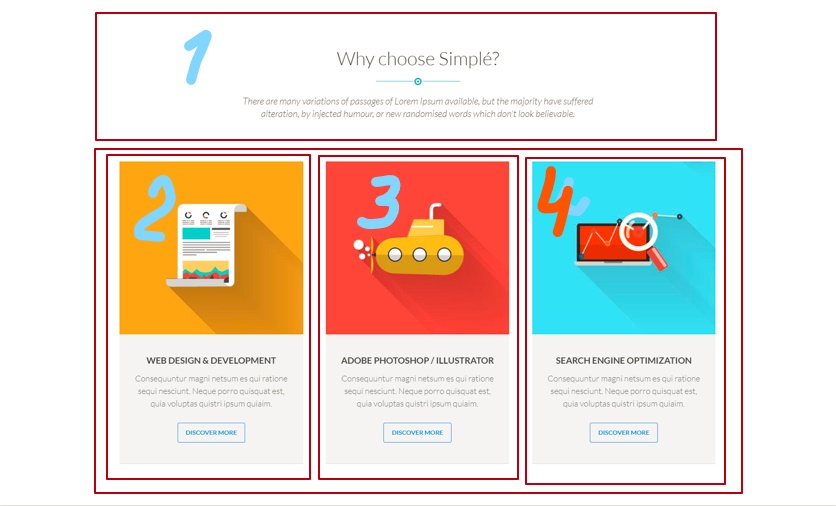 1
Why choose Simplé?
There are many variations of passages of Lorem Ipsum available, but the majority have suffered
alteration, by injected humour, or new randomised words which don't look believable.
2
WEB DESIGN & DEVELOPMENT
Consequuntur magni netsum es qui ratione
sequi nesciunt. Neque porro quisquat est,
quia voluptas quistri ipsum quiaim.
DISCOVER MORE
3
ADOBE PHOTOSHOP / ILLUSTRATOR
Consequuntur magni netsum es qui ratione
sequi nesciunt. Neque porro quisquat est,
quia voluptas quistri ipsum quiaim.
DISCOVER MORE
4
SEARCH ENGINE OPTIMIZATION
Consequuntur magni netsum es qui ratione
sequi nesciunt. Neque porro quisquat est,
quia voluptas quistri ipsum quiaim.
DISCOVER MORE